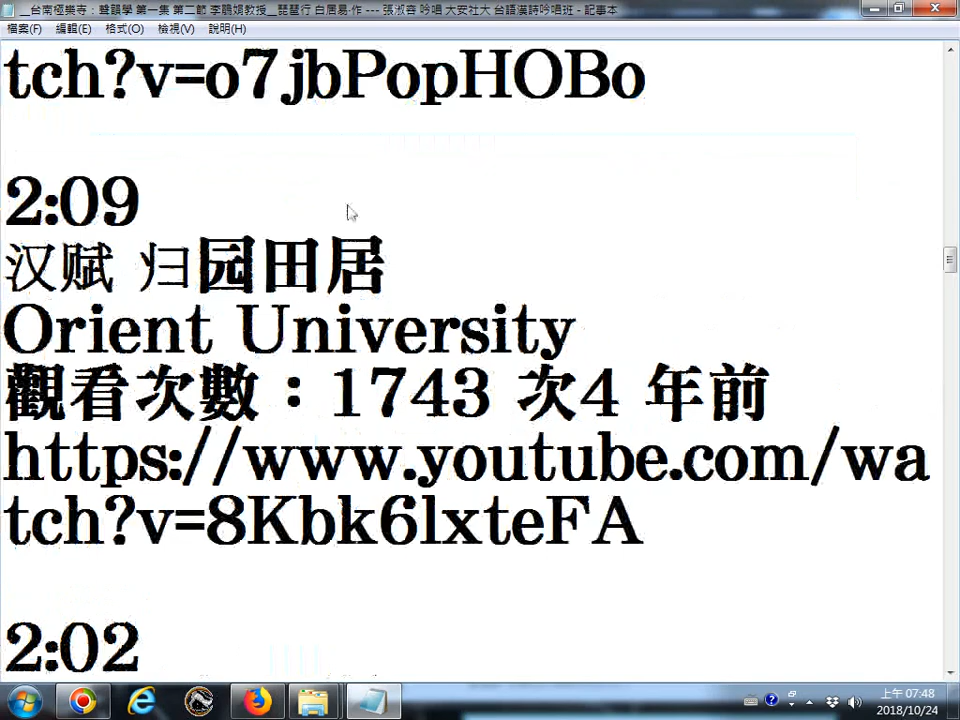 __台南極樂寺：聲韻學 第一集 第二節 李鵑娟教授__琵琶行 白居易‧作 --- 張淑容 吟唱 大安社大 台語漢詩吟唱班 - 記事本
檔案(F) 編輯(E) 格式(O) 檢視(V) 說明(H)
tch?v=o7jbPopHOBo
2:09
汉赋 归园田居
Orient University
觀看次數：1743 次4 年前
https://www.youtube.com/wa
tch?v=8Kbk6lxteFA
2:02
上午 07:48
2018/10/24